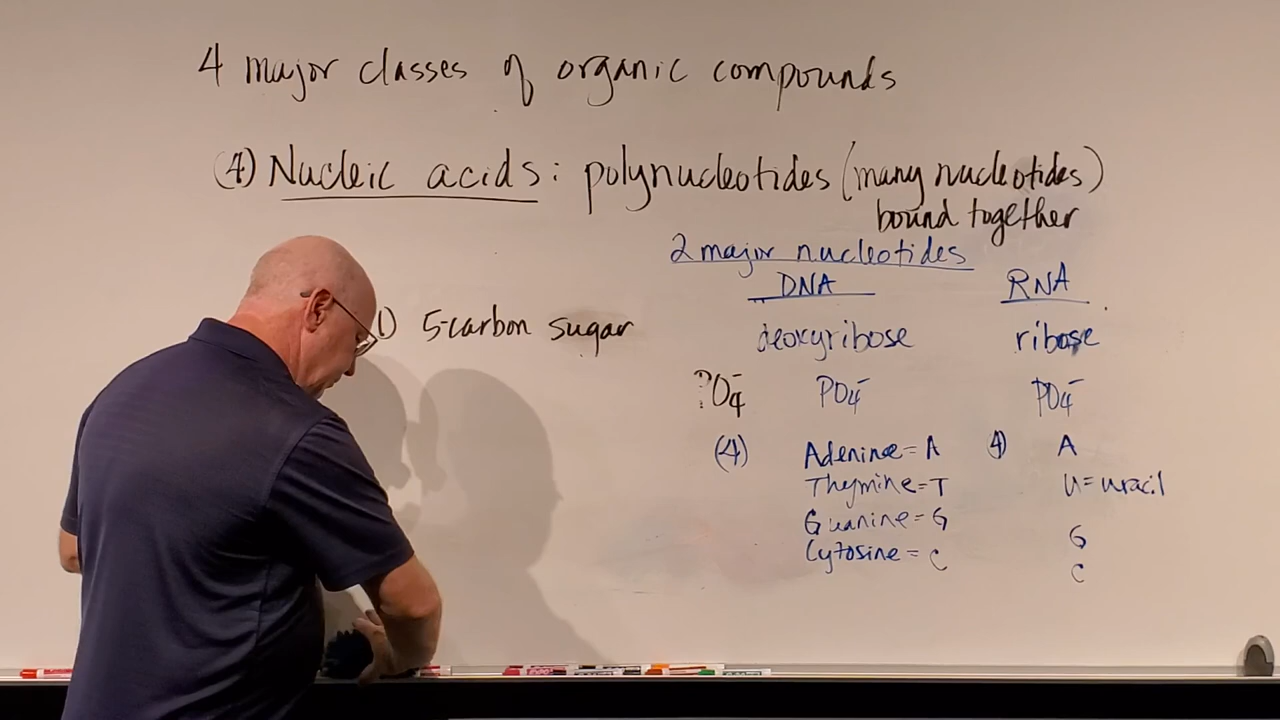 4 major classes of organic compounds
(4) Nucleic acids: polynucleotides (many nucleotides)
bound together
2 major nucleotides
DNA RNA
1) 5-carbon sugar deoxyribose ribose
PO4- PO4- PO4-
(4) Adenine = A 4) A
Thymine = T U = uracil
Guanine = G G
Cytosine = C C